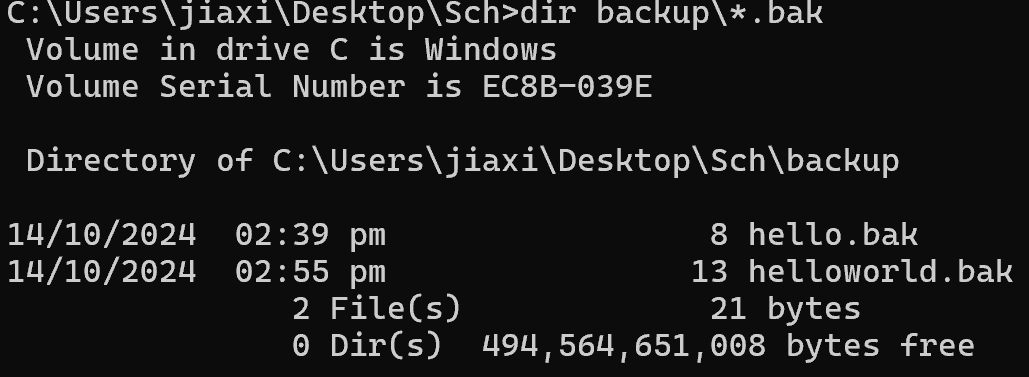 C:\Users\jiaxi\Desktop\Sch>dir backup\*.bak
 Volume in drive C is Windows
 Volume Serial Number is EC8B-039E

 Directory of C:\Users\jiaxi\Desktop\Sch\backup

14/10/2024  02:39 pm                 8 hello.bak
14/10/2024  02:55 pm                13 helloworld.bak
               2 File(s)             21 bytes
               0 Dir(s)  494,564,651,008 bytes free